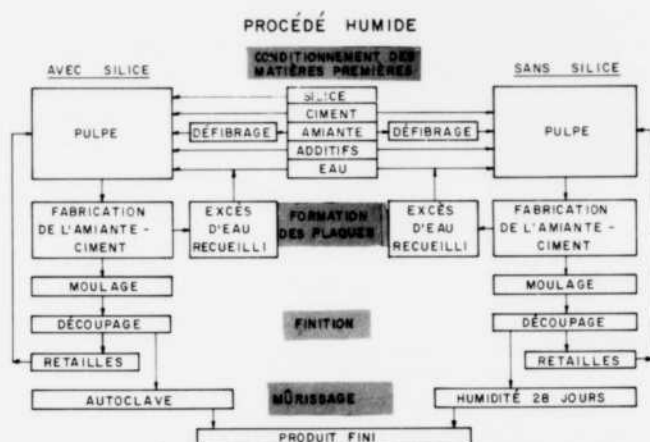 PROCÉDÉ HUMIDE
AVEC SILICE
CONDITIONNEMENT DES
MATIÈRES PREMIÈRES
SANS SILICE
PULPE
SILICE
CIMENT
DÉFIBRAGE
AMIANTE
DÉFIBRAGE
ADDITIFS
EAU
PULPE
FABRICATION
DE L'AMIANTE-
CIMENT
EXCÈS
D'EAU
RECUEILLI
FORMATION
DES PLAQUES
EXCÈS
D'EAU
RECUEILLI
FABRICATION
DE L'AMIANTE-
CIMENT
MOULAGE
MOULAGE
DÉCOUPAGE
FINITION
DÉCOUPAGE
RETAILLES
RETAILLES
AUTOCLAVE
MÛRISSAGE
HUMIDITÉ 28 JOURS
PRODUIT FINI